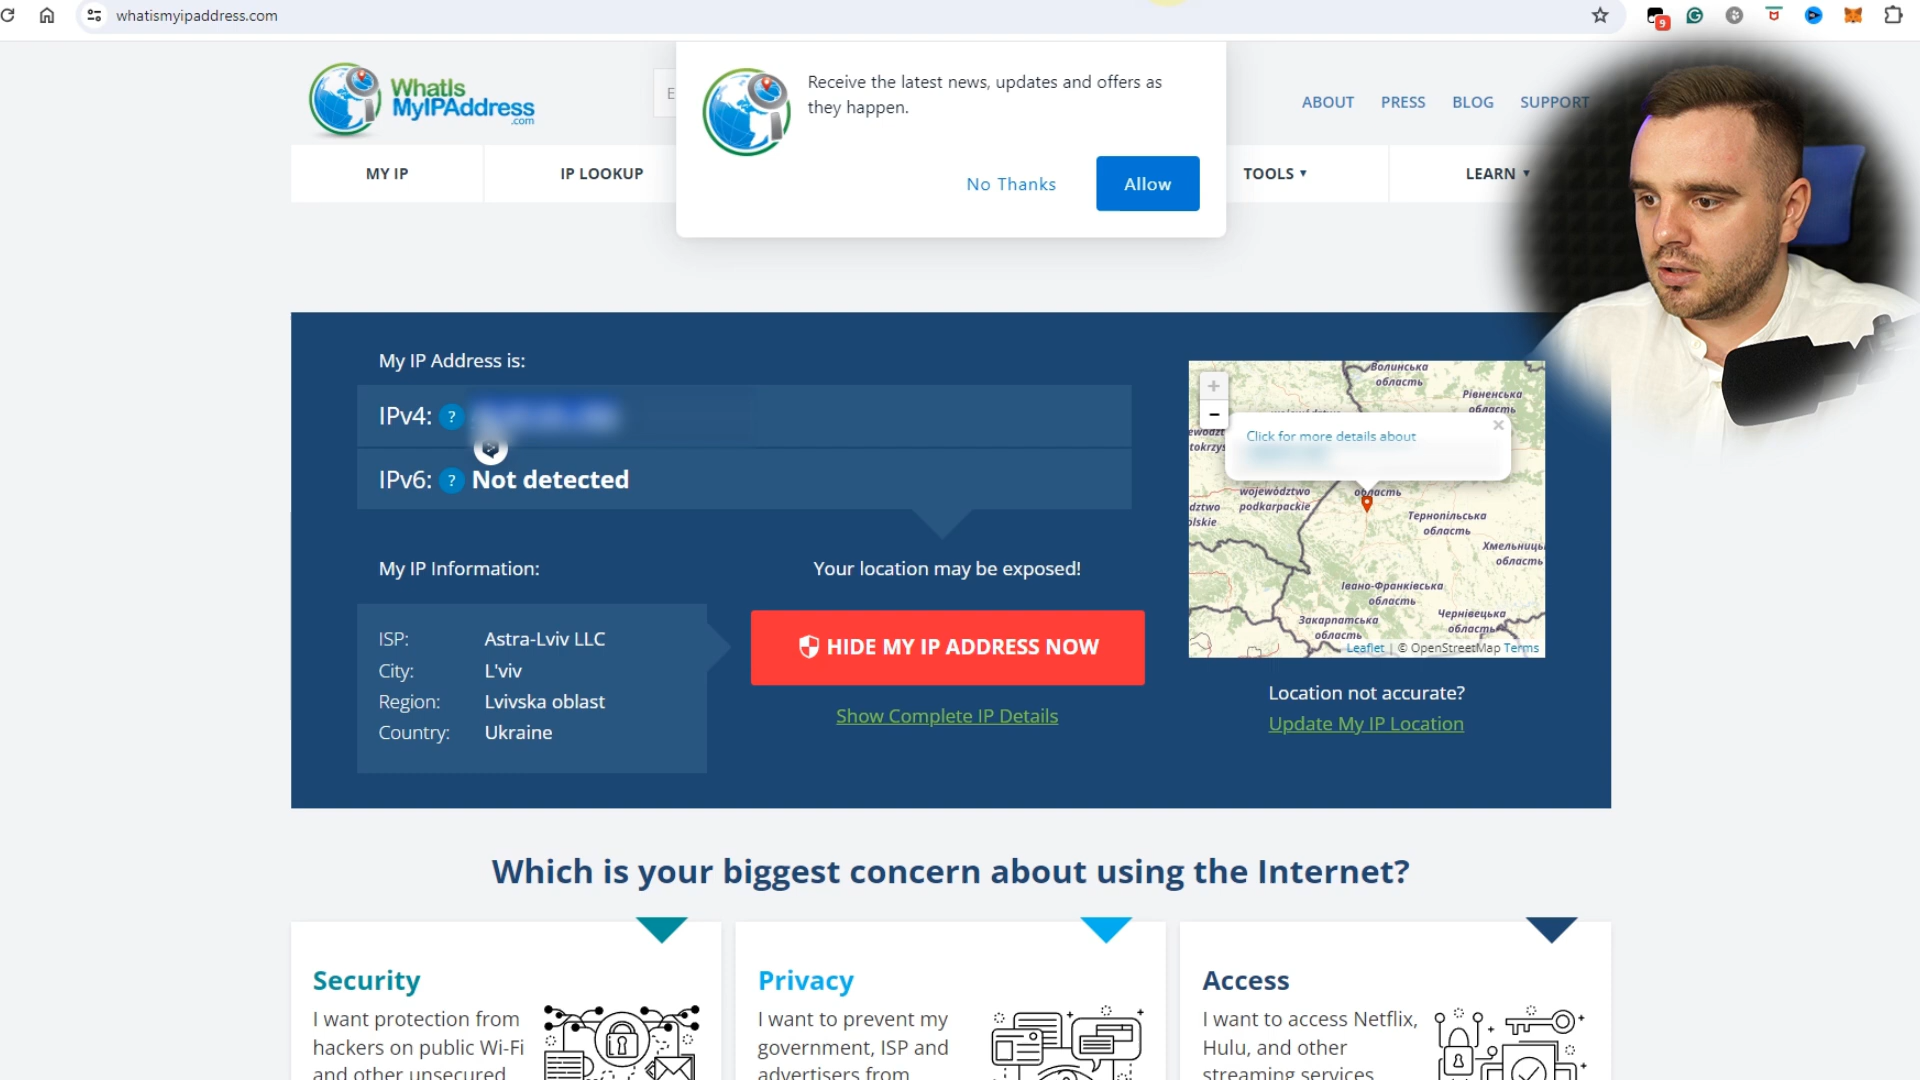 whatismyipaddress.com
9
WhatIs
MyIPAddress
.com
E
Receive the latest news, updates and offers as
they happen.
No Thanks
Allow
ABOUT
PRESS
BLOG
SUPPORT
MY IP
IP LOOKUP
TOOLS ▾
LEARN ▾
My IP Address is:
IPv4: ?
IPv6: ? Not detected
My IP Information:
ISP: Astra-Lviv LLC
City: L'viv
Region: Lvivska oblast
Country: Ukraine
Your location may be exposed!
HIDE MY IP ADDRESS NOW
Show Complete IP Details
+
−
Волинська
область
Рівненська
область
Click for more details about
×
województwo
podkarpackie
область
Тернопільська
область
Івано-Франківська
область
Чернівецька
область
Закарпатська
область
Leaflet | © OpenStreetMap Terms
Location not accurate?
Update My IP Location
Which is your biggest concern about using the Internet?
Security
I want protection from
hackers on public Wi-Fi
and other unsecured
Privacy
I want to prevent my
government, ISP and
advertisers from
Access
I want to access Netflix,
Hulu, and other
streaming services